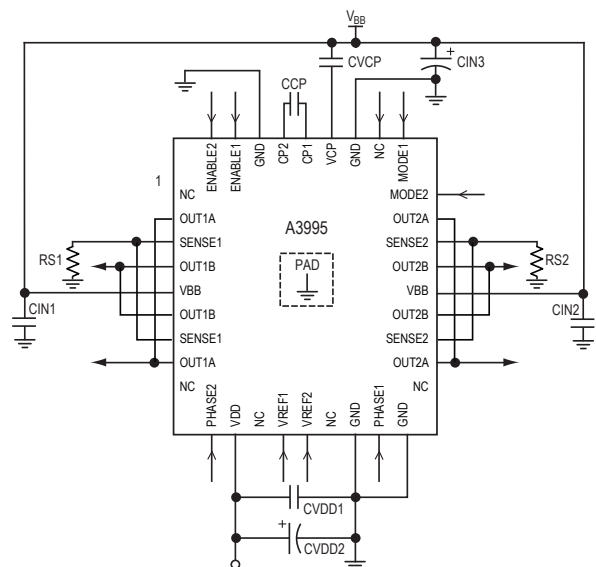 VBB
CVCP
CIN3
+
CCP
ENABLE2
ENABLE1
GND
CP2
CP1
VCP
GND
NC
MODE1
1
NC
MODE2
OUT1A
A3995
OUT2A
SENSE1
SENSE2
RS1
OUT1B
PAD
OUT2B
RS2
VBB
VBB
CIN1
OUT1B
OUT2B
CIN2
SENSE1
SENSE2
OUT1A
OUT2A
NC
NC
PHASE2
VDD
NC
VREF1
VREF2
NC
GND
PHASE1
GND
CVDD1
+
CVDD2